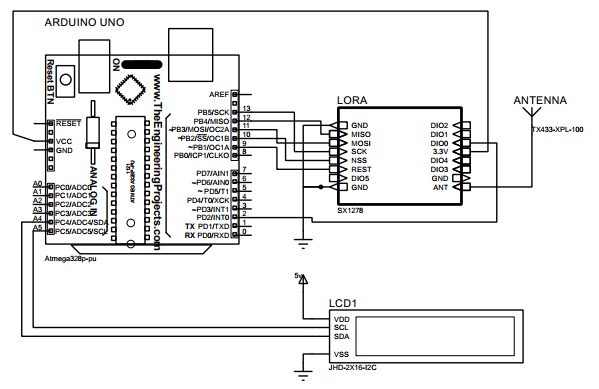 ARDUINO UNO
ON
Reset BTN
www.TheEngineeringProjects.com
RESET
VCC
GND
ANALOG IN
A0
A1
A2
A3
A4
A5
PC0/ADC0
PC1/ADC1
PC2/ADC2
PC3/ADC3
PC4/ADC4/SDA
PC5/ADC5/SCL
AREF
PB5/SCK 13
PB4/MISO 12
~PB3/MOSI/OC2A 11
~PB2/SS/OC1B 10
~PB1/OC1A 9
PB0/ICP1/CLKO 8
PD7/AIN1 7
~PD6/AIN0 6
~PD5/T1 5
PD4/T0/XCK 4
~PD3/INT1 3
PD2/INT0 2
TX PD1/TXD 1
RX PD0/RXD 0
Atmega328p-pu
LORA
GND
MISO
MOSI
SCK
NSS
REST
DIO5
GND
DIO2
DIO1
DIO0
3.3V
DIO4
DIO3
GND
ANT
SX1278
ANTENNA
TX433-XPL-100
5v
LCD1
VDD
SCL
SDA
VSS
JHD-2X16-I2C